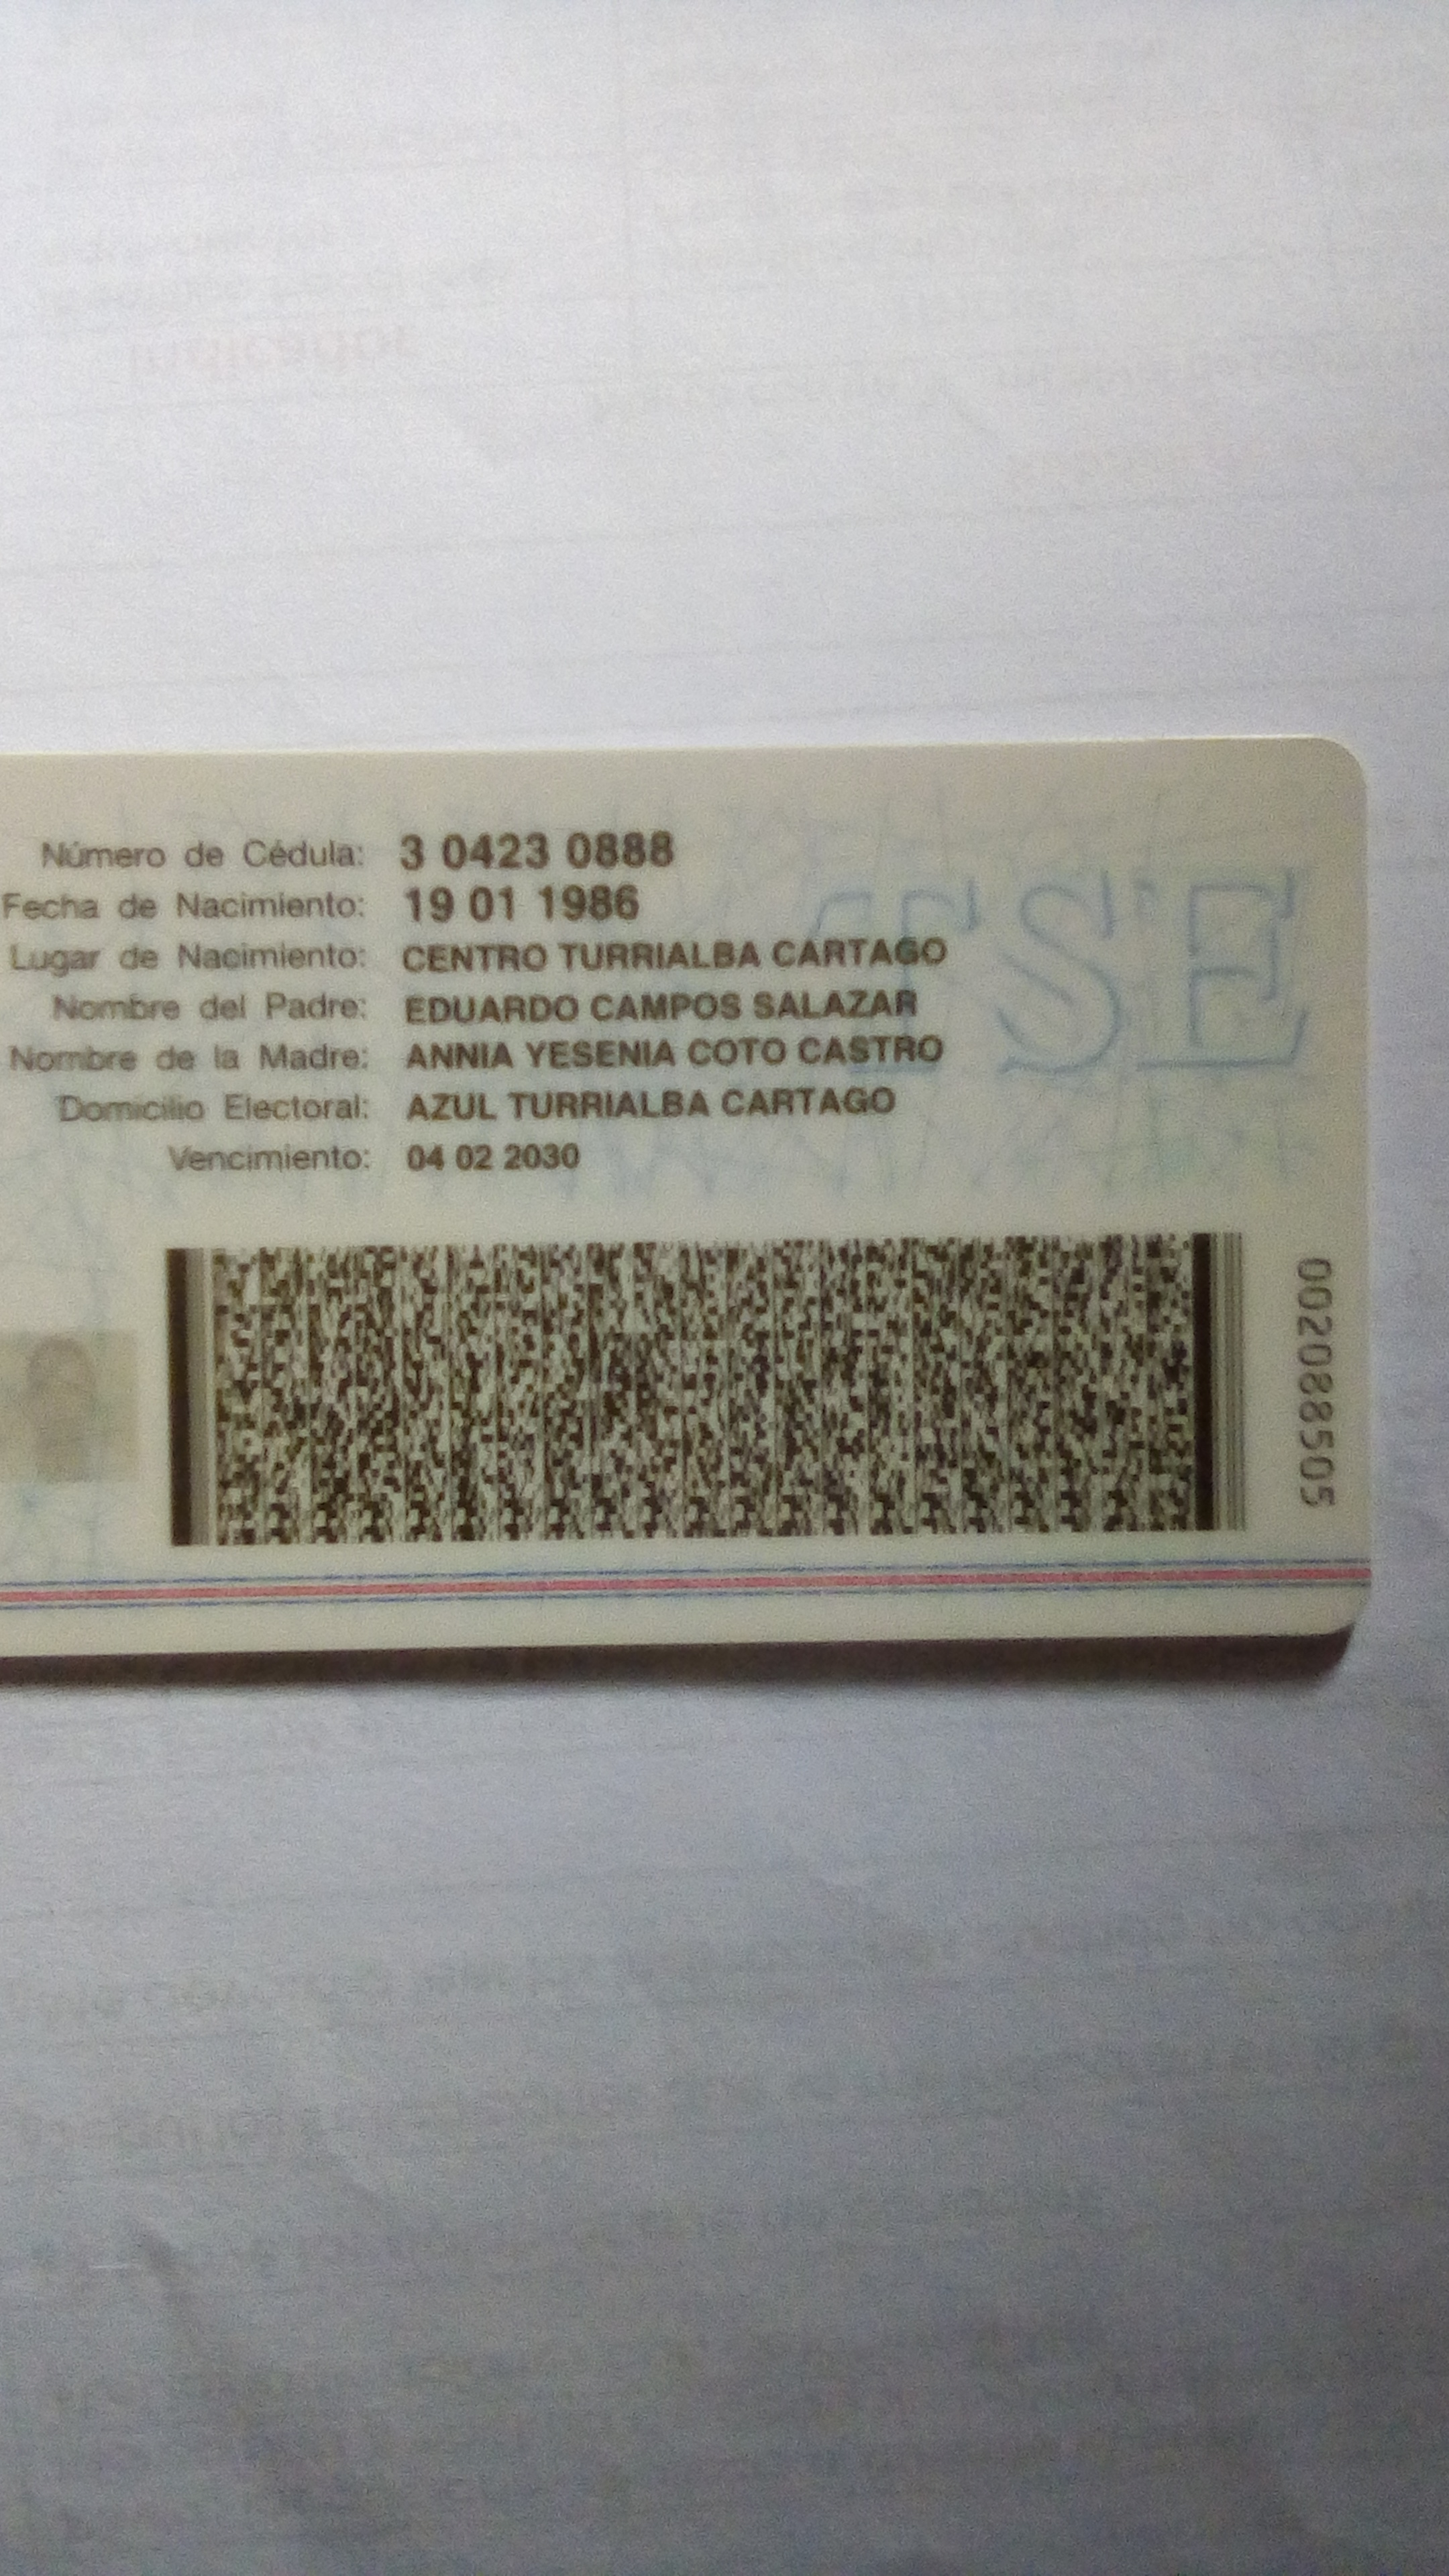 Número de Cédula: 3 0423 0888
Fecha de Nacimiento: 19 01 1986
Lugar de Nacimiento: CENTRO TURRIALBA CARTAGO
Nombre del Padre: EDUARDO CAMPOS SALAZAR
Nombre de la Madre: ANNIA YESENIA COTO CASTRO
Domicilio Electoral: AZUL TURRIALBA CARTAGO
Vencimiento: 04 02 2030
TSE
002088505